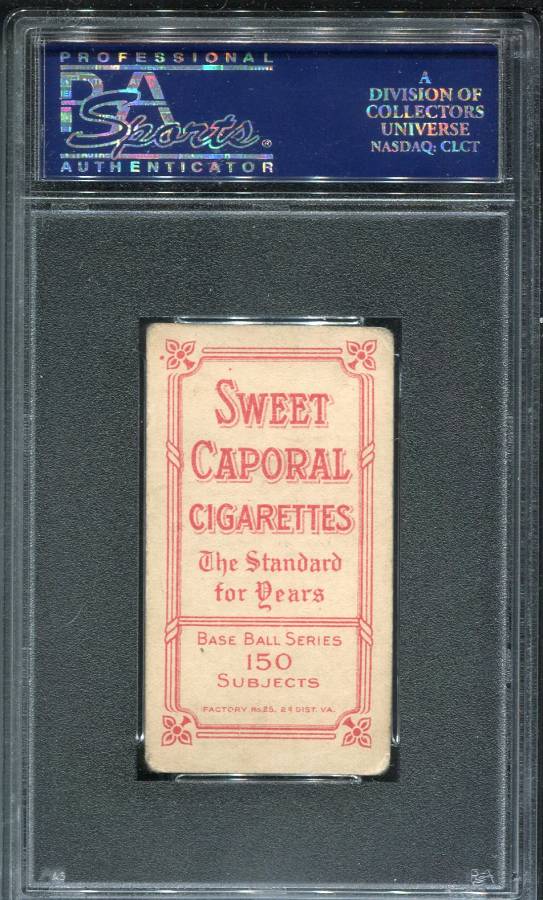 PROFESSIONAL
PSA
Sports®
AUTHENTICATOR
A
DIVISION OF
COLLECTORS
UNIVERSE
NASDAQ: CLCT
SWEET
CAPORAL
CIGARETTES
The Standard
for Years
BASE BALL SERIES
150
SUBJECTS
FACTORY No 25, 2d DIST. VA.
PSA